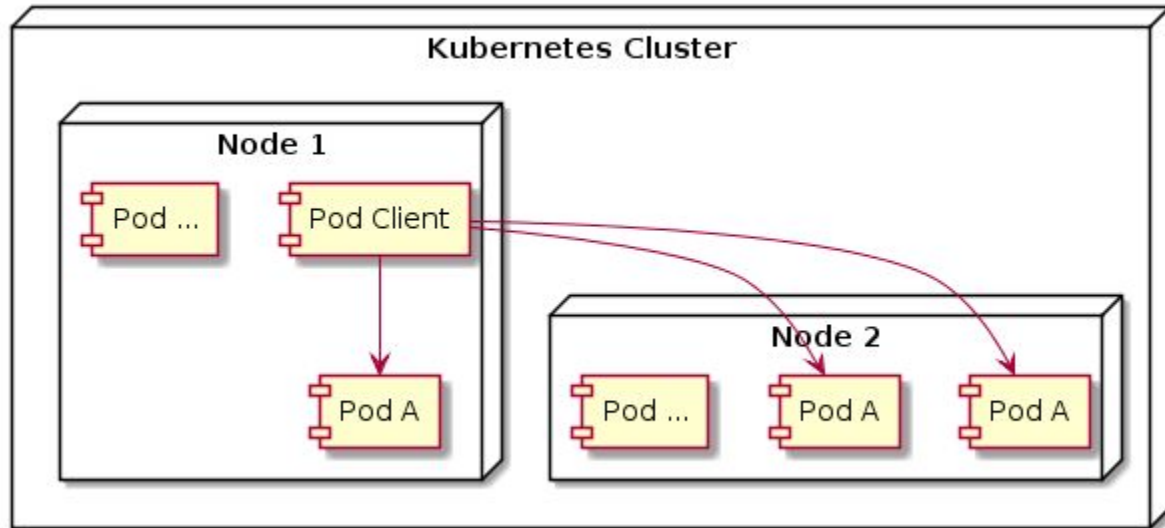 Kubernetes Cluster
Node 1
Pod ...
Pod Client
Pod A
Node 2
Pod ...
Pod A
Pod A